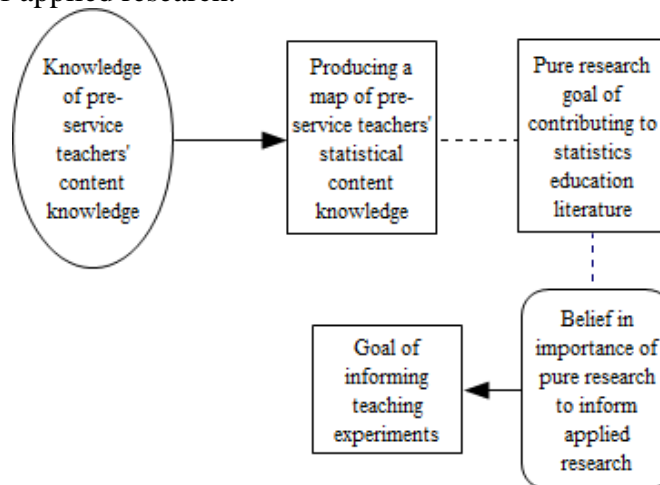 applied research.
Knowledge
of pre-
service
teachers'
content
knowledge
Producing a
map of pre-
service teachers'
statistical
content
knowledge
Pure research
goal of
contributing to
statistics
education
literature
Belief in
importance of
pure research
to inform
applied
research
Goal of
informing
teaching
experiments